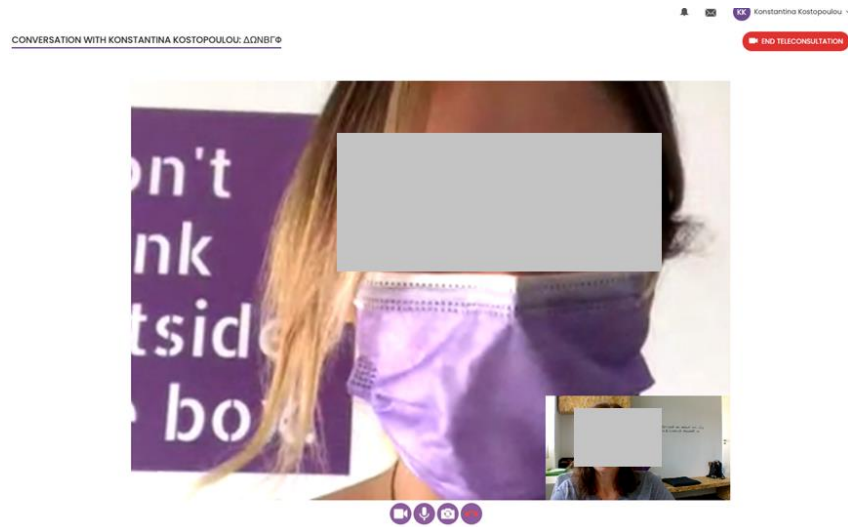 KK Konstantina Kostopoulou
CONVERSATION WITH KONSTANTINA KOSTOPOULOU: ΔΩΝΒΓΦ
END TELECONSULTATION
on't
nk
tside
bo